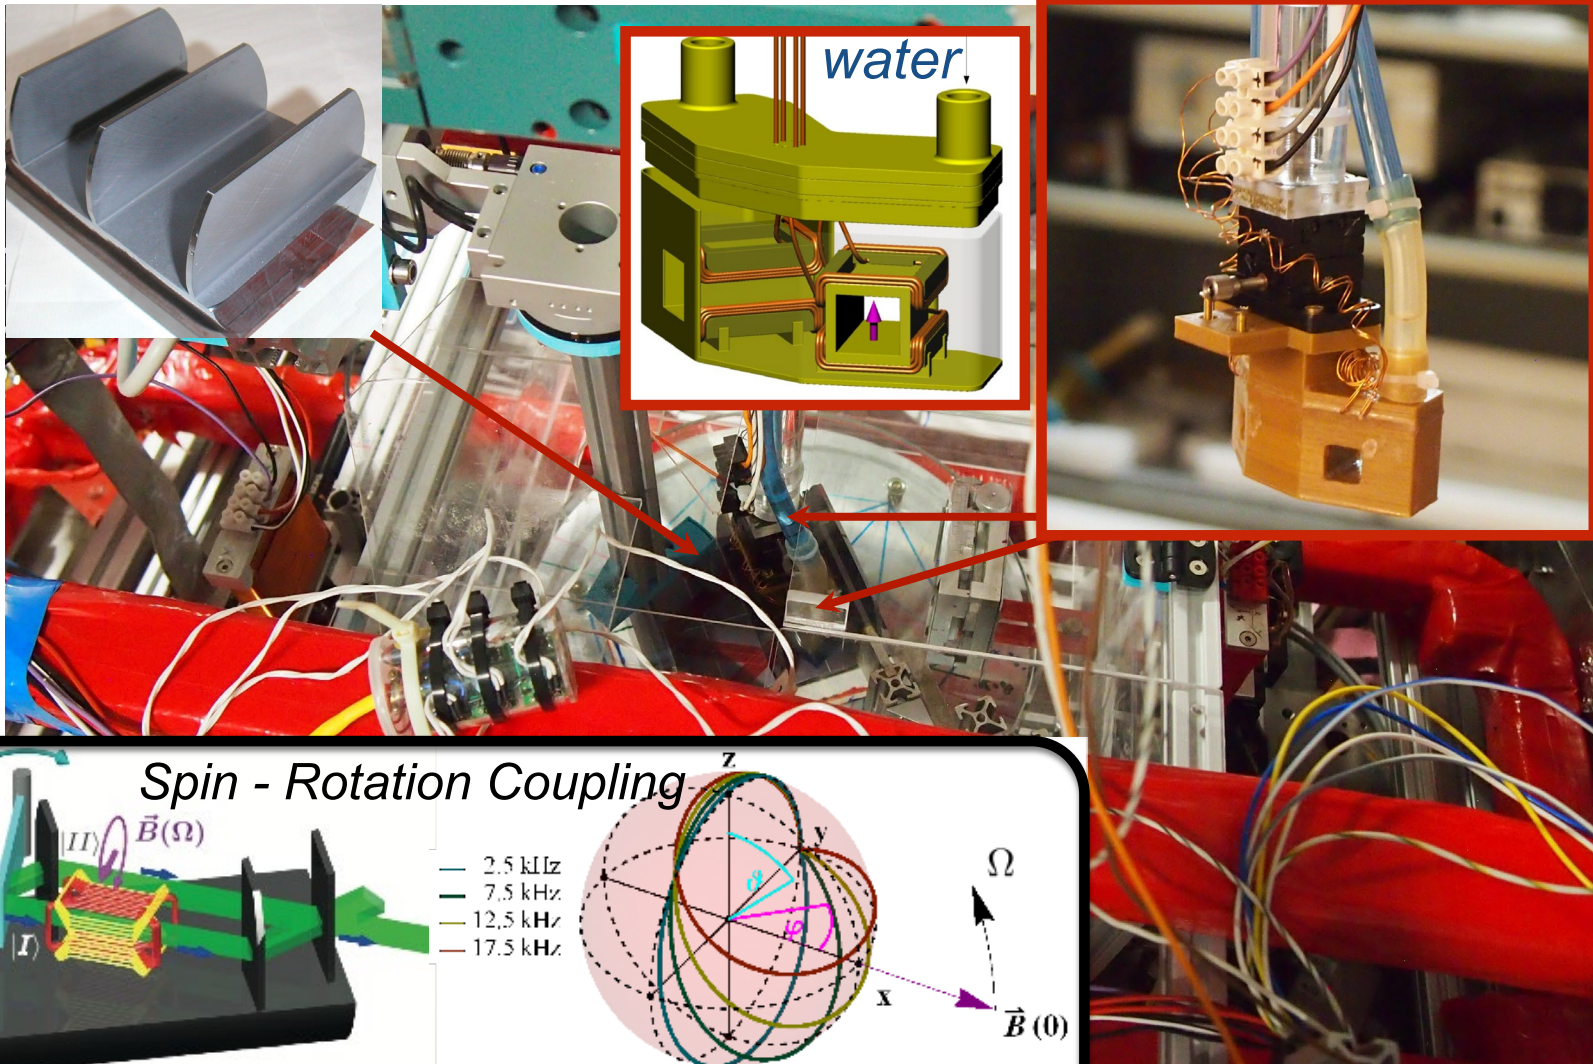 water
Spin - Rotation Coupling
|II⟩
B⃗(Ω)
|I⟩
2.5 kHz
7,5 kHz
12,5 kHz
17.5 kHz
z
y
ϑ
φ
x
Ω
B⃗ (0)